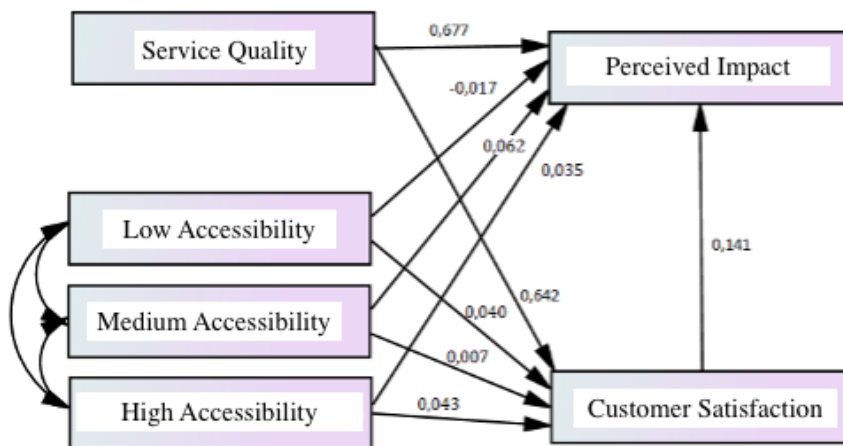 Service Quality
0,677
Perceived Impact
-0,017
0,062
0,035
Low Accessibility
0,141
Medium Accessibility
0,040
0,642
0,007
High Accessibility
0,043
Customer Satisfaction